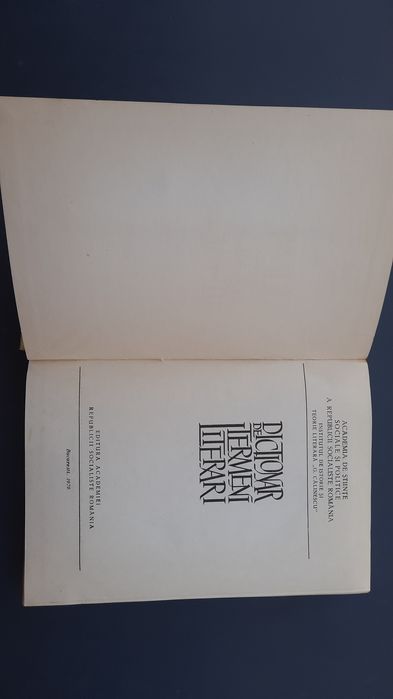 ACADEMIA DE ȘTIINȚE
SOCIALE ȘI POLITICE
A REPUBLICII SOCIALISTE ROMÂNIA
INSTITUTUL DE ISTORIE ȘI
TEORIE LITERARĂ „G. CĂLINESCU"
DICȚIONAR
DE
TERMENI
LITERARI
EDITURA ACADEMIEI
REPUBLICII SOCIALISTE ROMÂNIA
București,